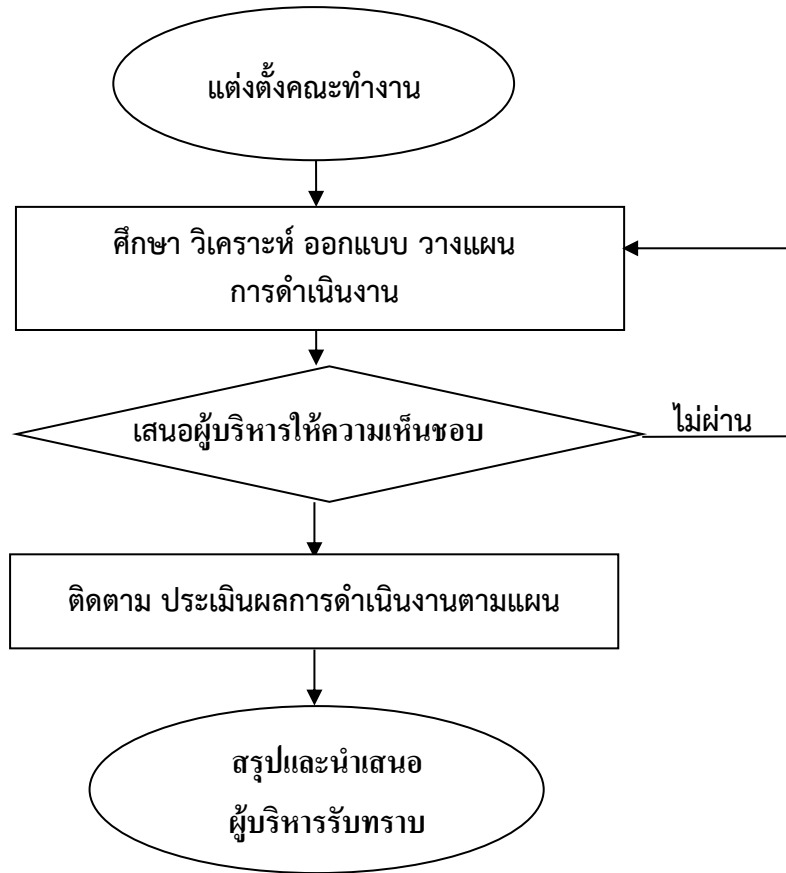 แต่งตั้งคณะทำงาน
ศึกษา วิเคราะห์ ออกแบบ วางแผน
การดำเนินงาน
เสนอผู้บริหารให้ความเห็นชอบ
ไม่ผ่าน
ติดตาม ประเมินผลการดำเนินงานตามแผน
สรุปและนำเสนอ
ผู้บริหารรับทราบ